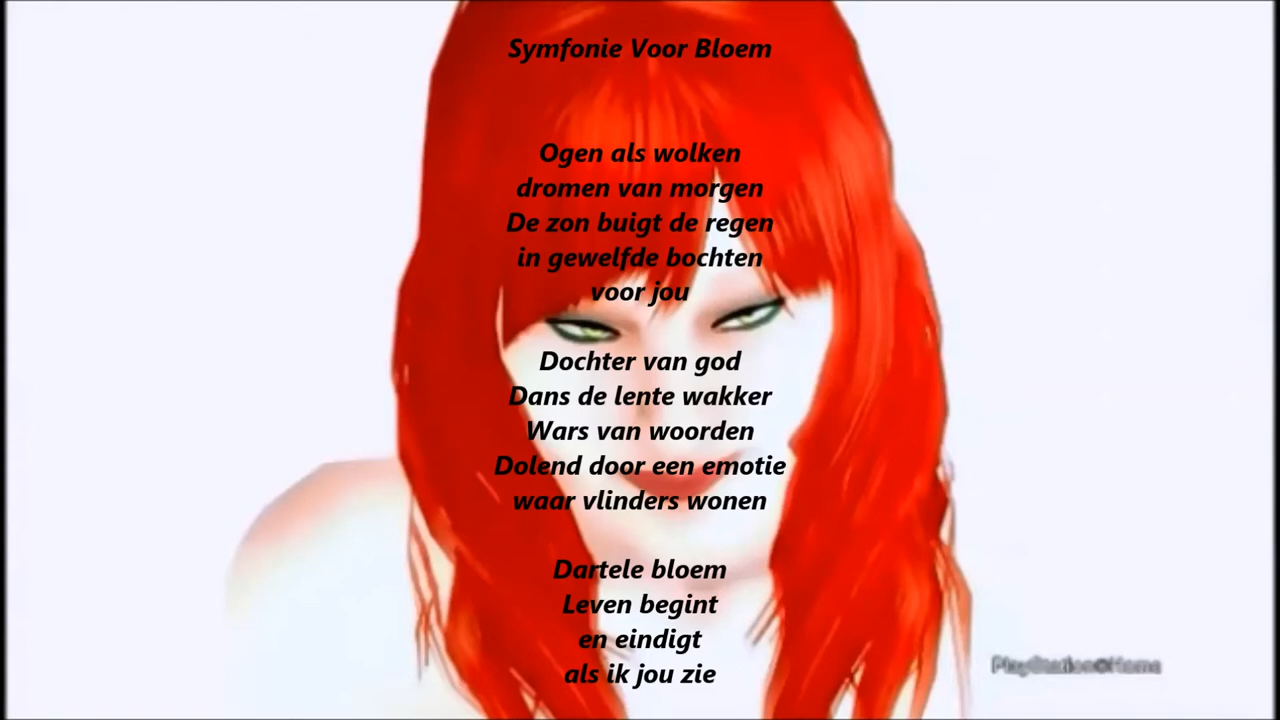 Symfonie Voor Bloem
Ogen als wolken
dromen van morgen
De zon buigt de regen
in gewelfde bochten
voor jou
Dochter van god
Dans de lente wakker
Wars van woorden
Dolend door een emotie
waar vlinders wonen
Dartele bloem
Leven begint
en eindigt
als ik jou zie
PlayStation®Home